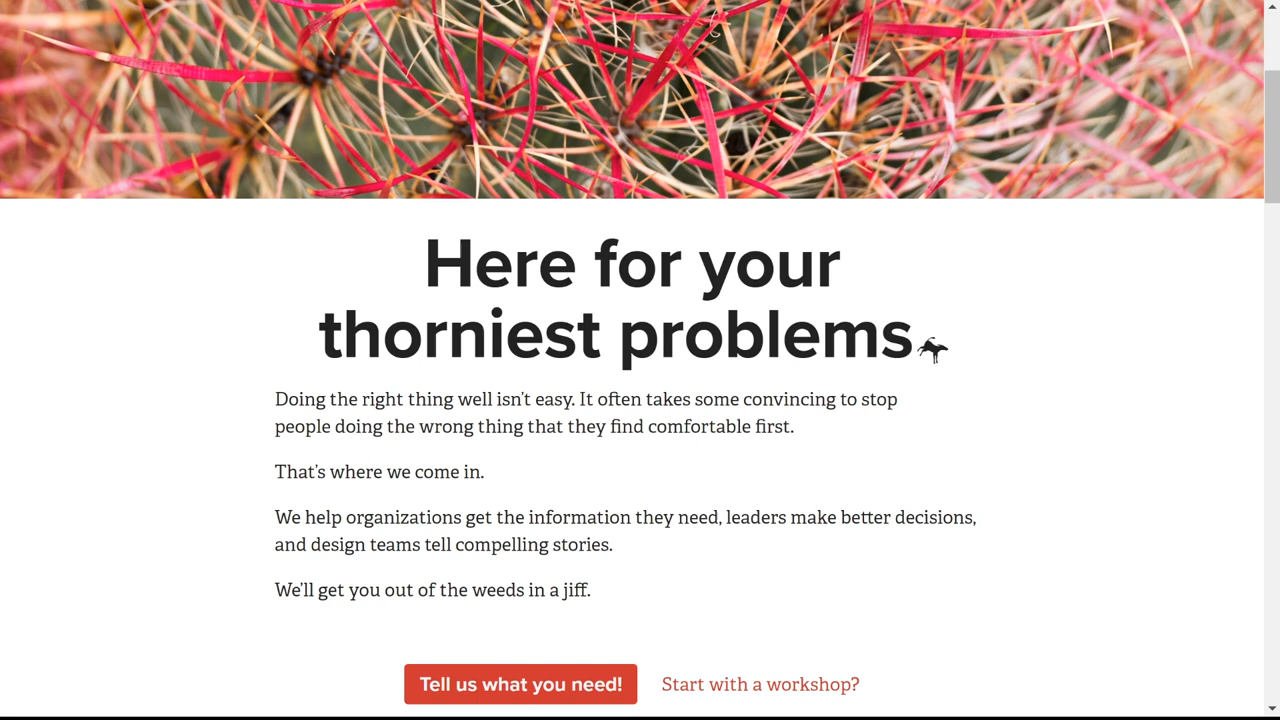 Here for your
thorniest problems
Doing the right thing well isn’t easy. It often takes some convincing to stop
people doing the wrong thing that they find comfortable first.
That’s where we come in.
We help organizations get the information they need, leaders make better decisions,
and design teams tell compelling stories.
We’ll get you out of the weeds in a jiff.
Tell us what you need! Start with a workshop?